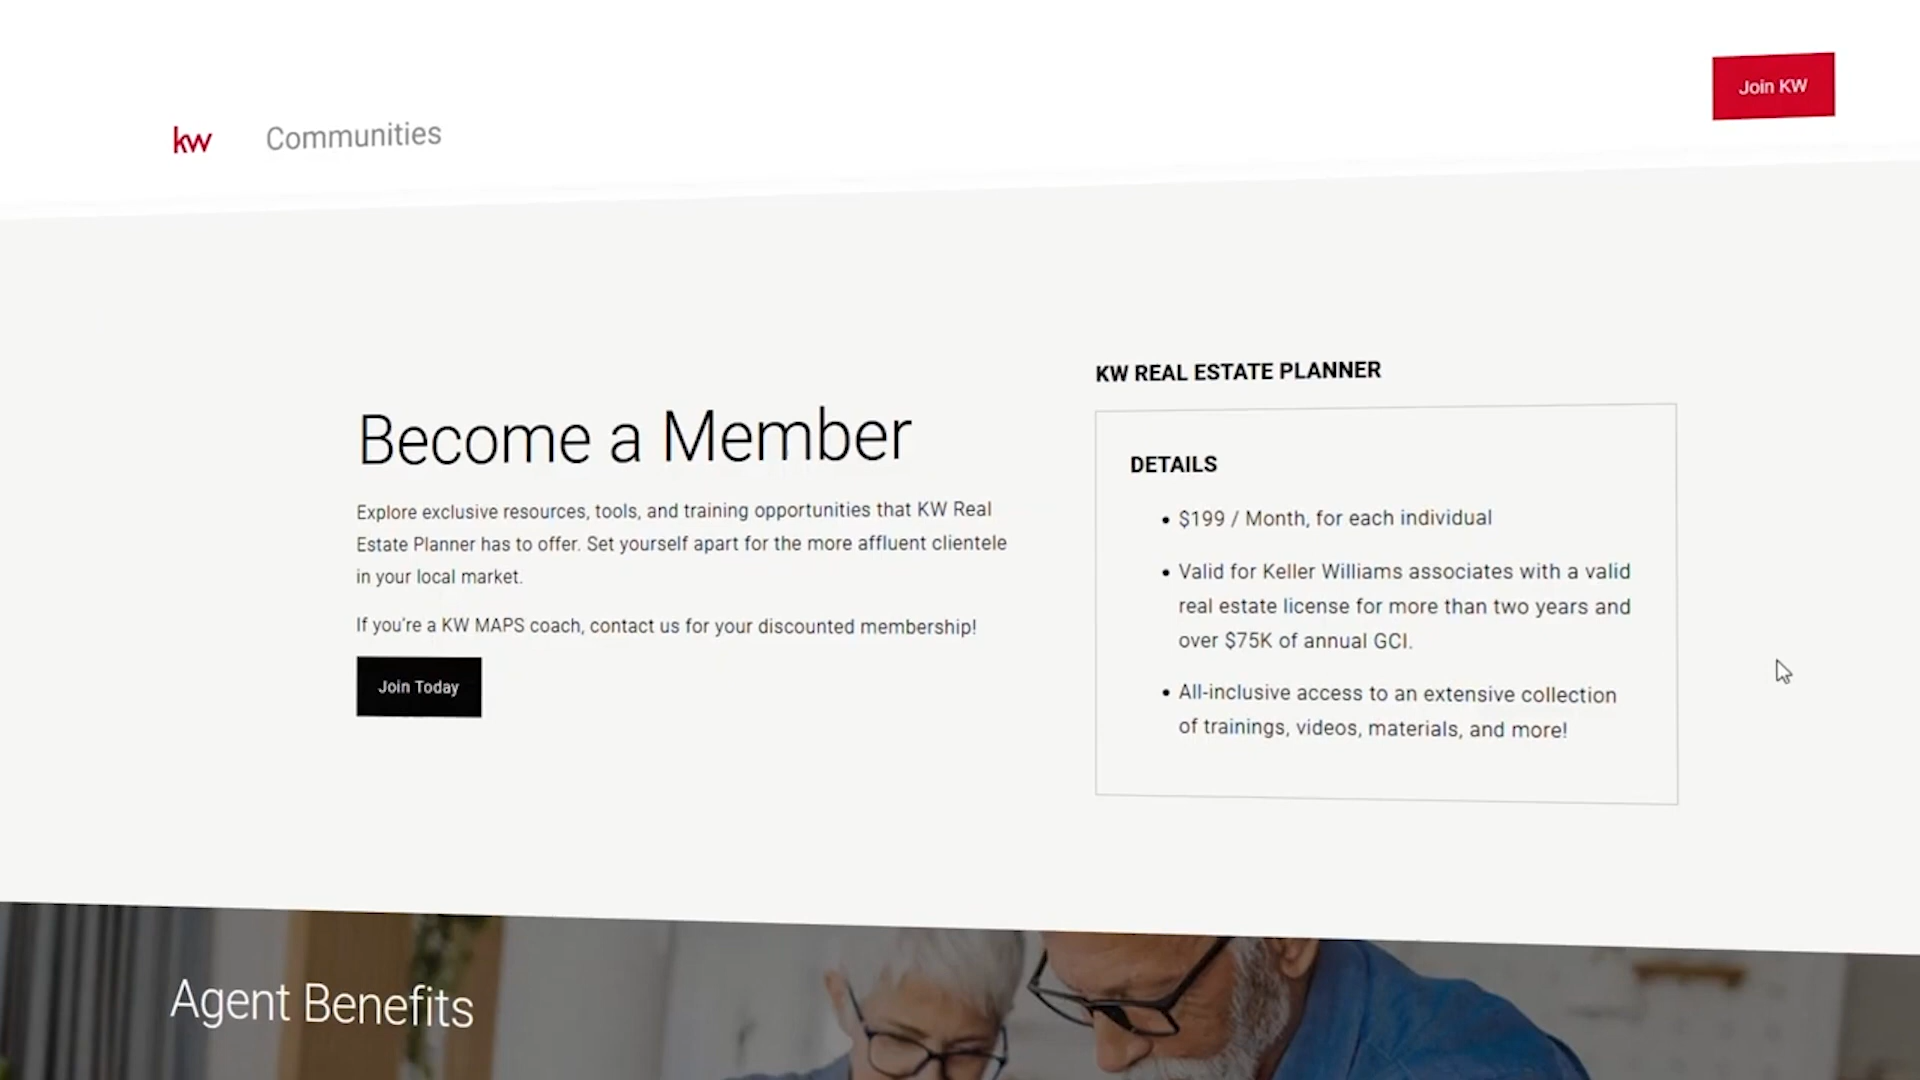 kw
Communities
Join KW
Become a Member
Explore exclusive resources, tools, and training opportunities that KW Real
Estate Planner has to offer. Set yourself apart for the more affluent clientele
in your local market.
If you're a KW MAPS coach, contact us for your discounted membership!
Join Today
KW REAL ESTATE PLANNER
DETAILS
• $199 / Month, for each individual
• Valid for Keller Williams associates with a valid
real estate license for more than two years and
over $75K of annual GCI.
• All-inclusive access to an extensive collection
of trainings, videos, materials, and more!
Agent Benefits